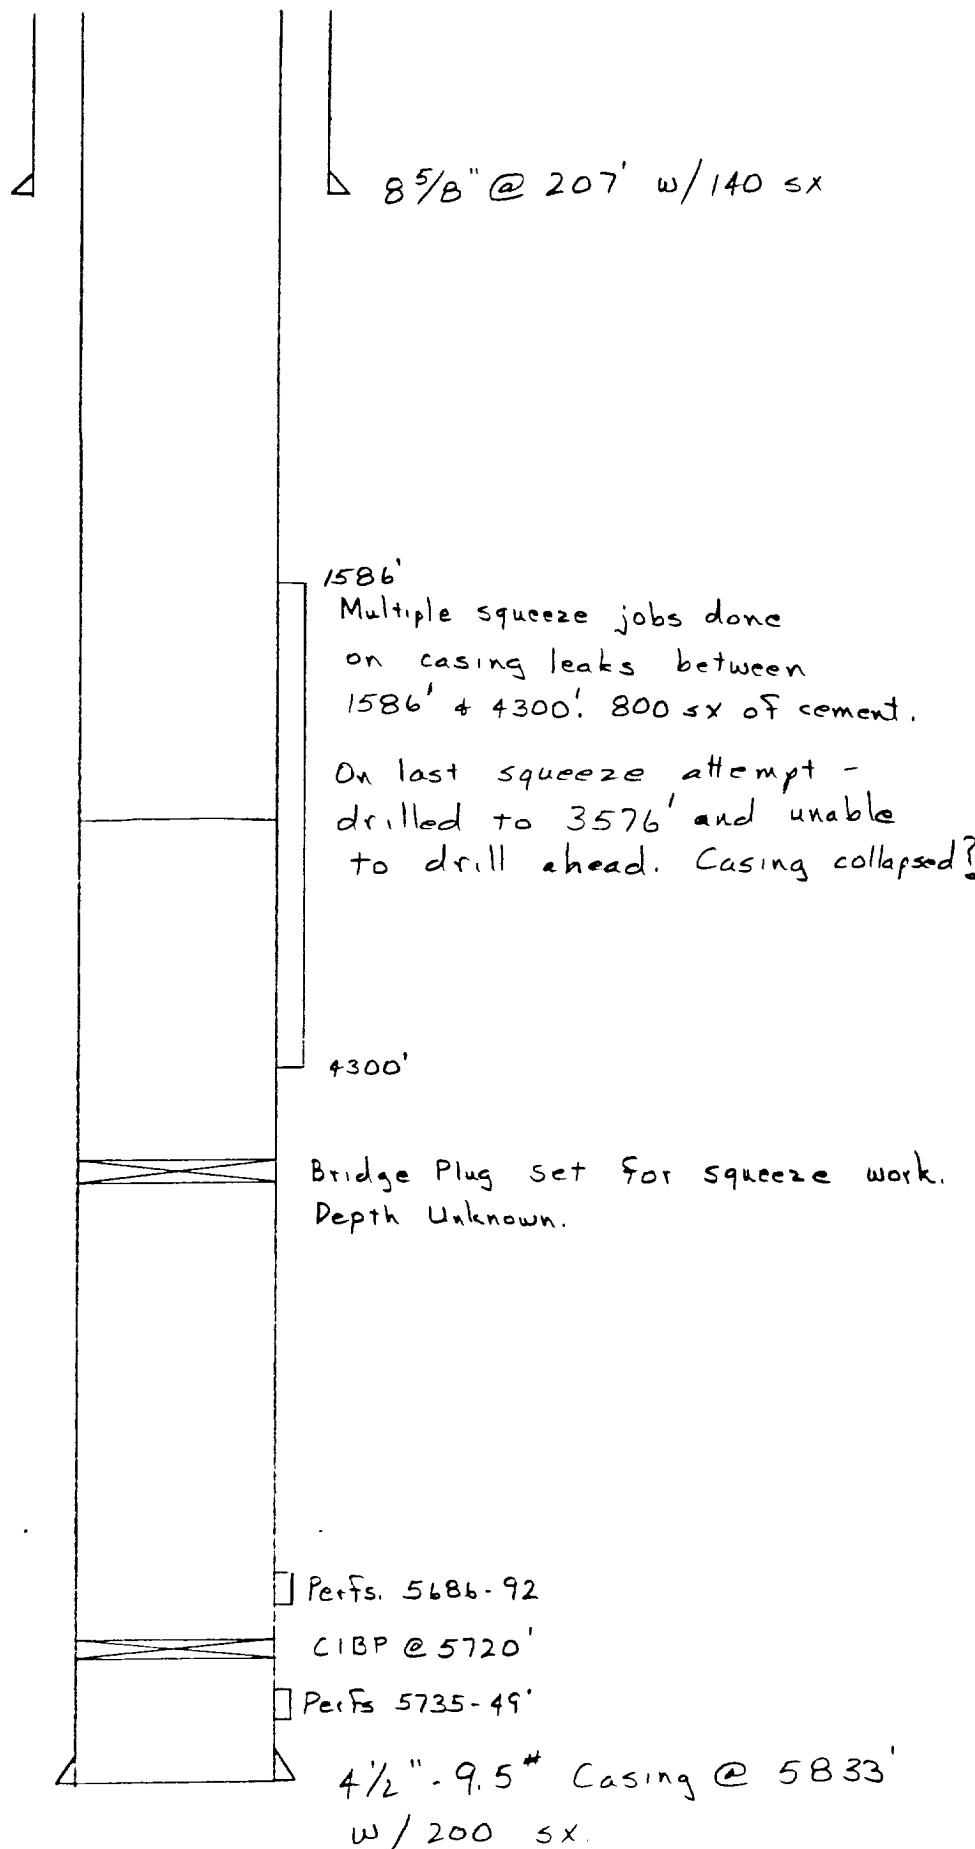 8 5/8" @ 207' w/140 sx
1586'
Multiple squeeze jobs done
on casing leaks between
1586' & 4300'. 800 sx of cement.
On last squeeze attempt -
drilled to 3576' and unable
to drill ahead. Casing collapsed?
4300'
Bridge Plug set for squeeze work.
Depth Unknown.
Perfs. 5686-92
CIBP @ 5720'
Perfs 5735-49'
4 1/2" - 9.5# Casing @ 5833'
w/ 200 sx.